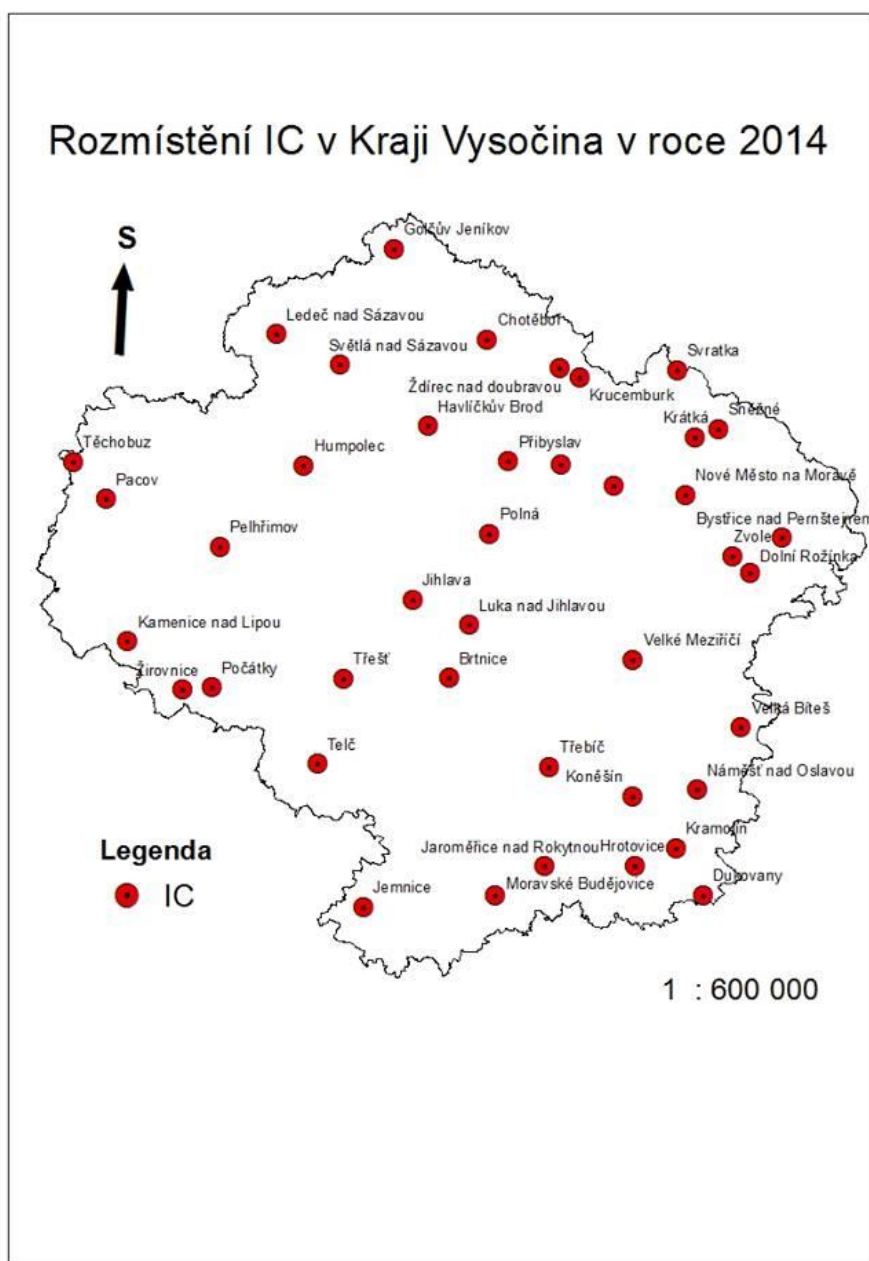 Rozmístění IC v Kraji Vysočina v roce 2014
S
Golčův Jeníkov
Ledeč nad Sázavou
Chotěboř
Světlá nad Sázavou
Svratka
Ždírec nad doubravou
Krucemburk
Havlíčkův Brod
Krátká
Sněžné
Těchobuz
Humpolec
Přibyslav
Pacov
Nové Město na Moravě
Polná
Bystřice nad Pernštejnem
Pelhřimov
Zvole
Dolní Rožínka
Jihlava
Luka nad Jihlavou
Kamenice nad Lipou
Velké Meziříčí
Žirovnice
Počátky
Třešť
Brtnice
Velká Bíteš
Telč
Třebíč
Koněšín
Náměšť nad Oslavou
Kramolín
Legenda
Jaroměřice nad Rokytnou
Hrotovice
IC
Jemnice
Moravské Budějovice
Dukovany
1 : 600 000